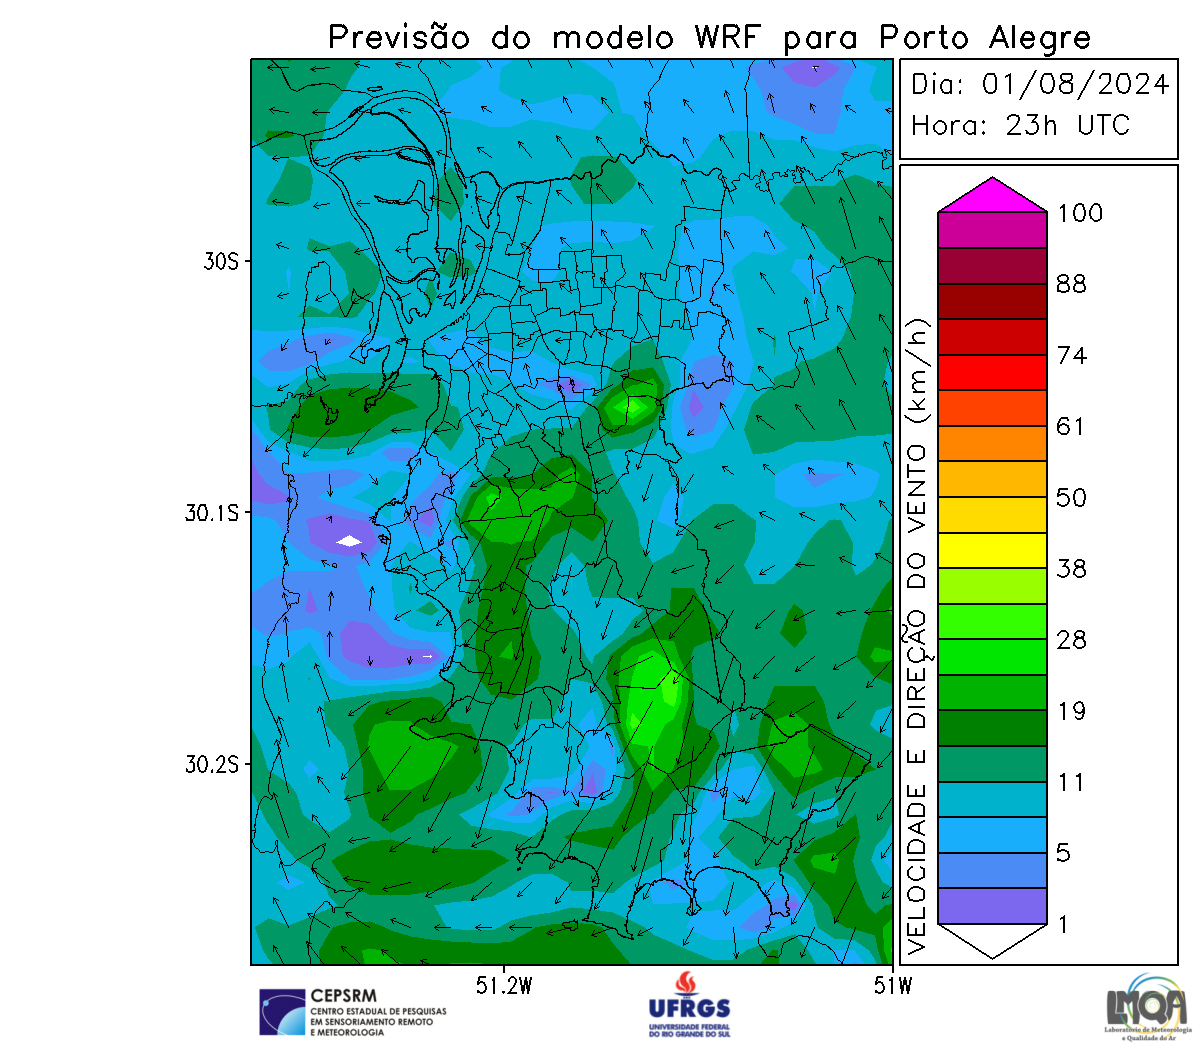 Previsão do modelo WRF para Porto Alegre
Dia: 01/08/2024
Hora: 23h UTC
30S
30.1S
30.2S
51.2W
51W
VELOCIDADE E DIREÇÃO DO VENTO (km/h)
100
88
74
61
50
38
28
19
11
5
1
CEPSRM
CENTRO ESTADUAL DE PESQUISAS
EM SENSORIAMENTO REMOTO
E METEOROLOGIA
UFRGS
UNIVERSIDADE FEDERAL
DO RIO GRANDE DO SUL
LMQA
Laboratório de Meteorologia
e Qualidade do Ar